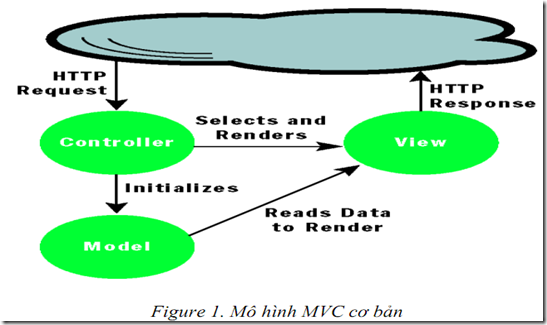 HTTP
Request
HTTP
Response
Controller
Selects and
Renders
View
Initializes
Reads Data
to Render
Model
Figure 1. Mô hình MVC cơ bản